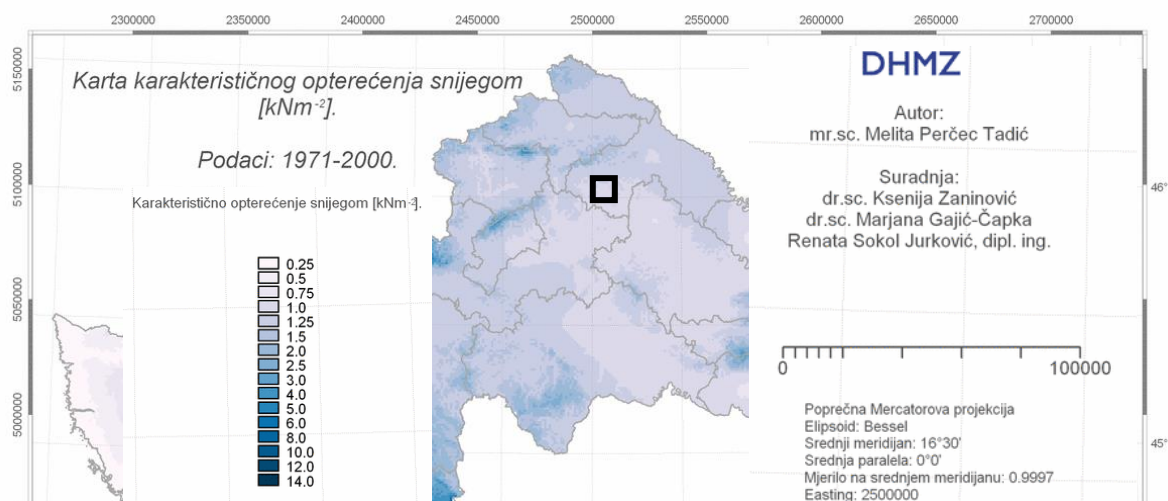 2300000 2350000 2400000 2450000 2500000 2550000 2600000 2650000 2700000
5150000
5100000
5050000
5000000
Karta karakterističnog opterećenja snijegom
[kNm⁻²].
Podaci: 1971-2000.
Karakteristično opterećenje snijegom [kNm⁻²].
0.25
0.5
0.75
1.0
1.25
1.5
2.0
2.5
3.0
4.0
5.0
6.0
8.0
10.0
12.0
14.0
DHMZ
Autor:
mr.sc. Melita Perčec Tadić
Suradnja:
dr.sc. Ksenija Zaninović
dr.sc. Marjana Gajić-Čapka
Renata Sokol Jurković, dipl. ing.
46°
0 100000
Poprečna Mercatorova projekcija
Elipsoid: Bessel
Srednji meridijan: 16°30'
Srednja paralela: 0°0'
Mjerilo na srednjem meridijanu: 0.9997
Easting: 2500000
45°